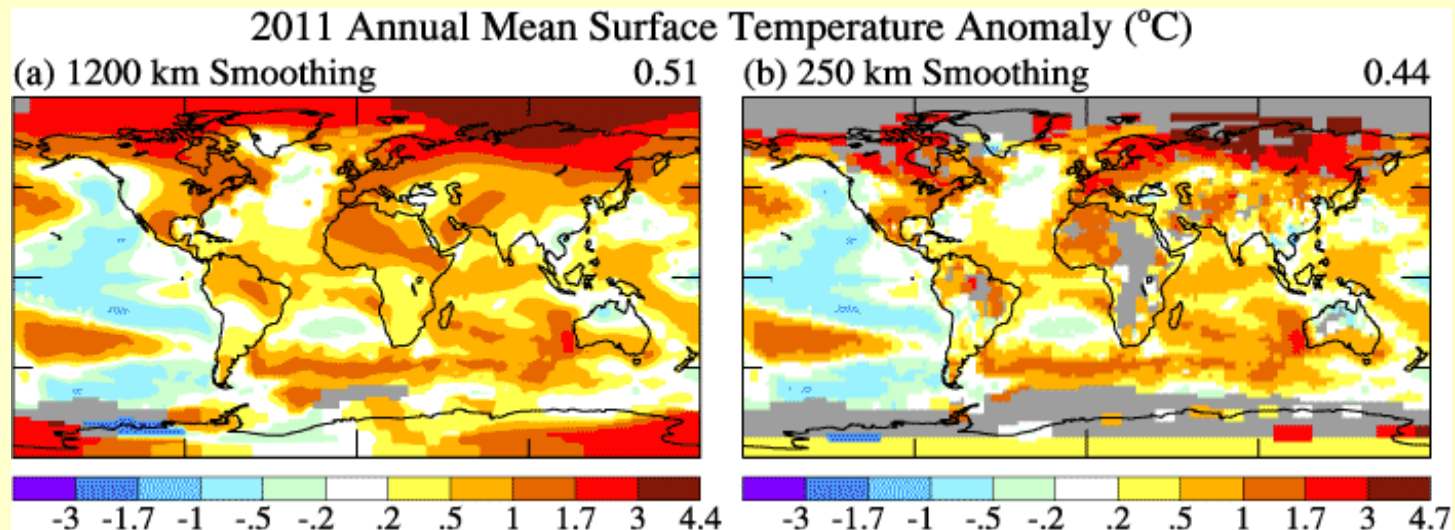 2011 Annual Mean Surface Temperature Anomaly (°C)
(a) 1200 km Smoothing 0.51
(b) 250 km Smoothing 0.44
-3 -1.7 -1 -.5 -.2 .2 .5 1 1.7 3 4.4
-3 -1.7 -1 -.5 -.2 .2 .5 1 1.7 3 4.7